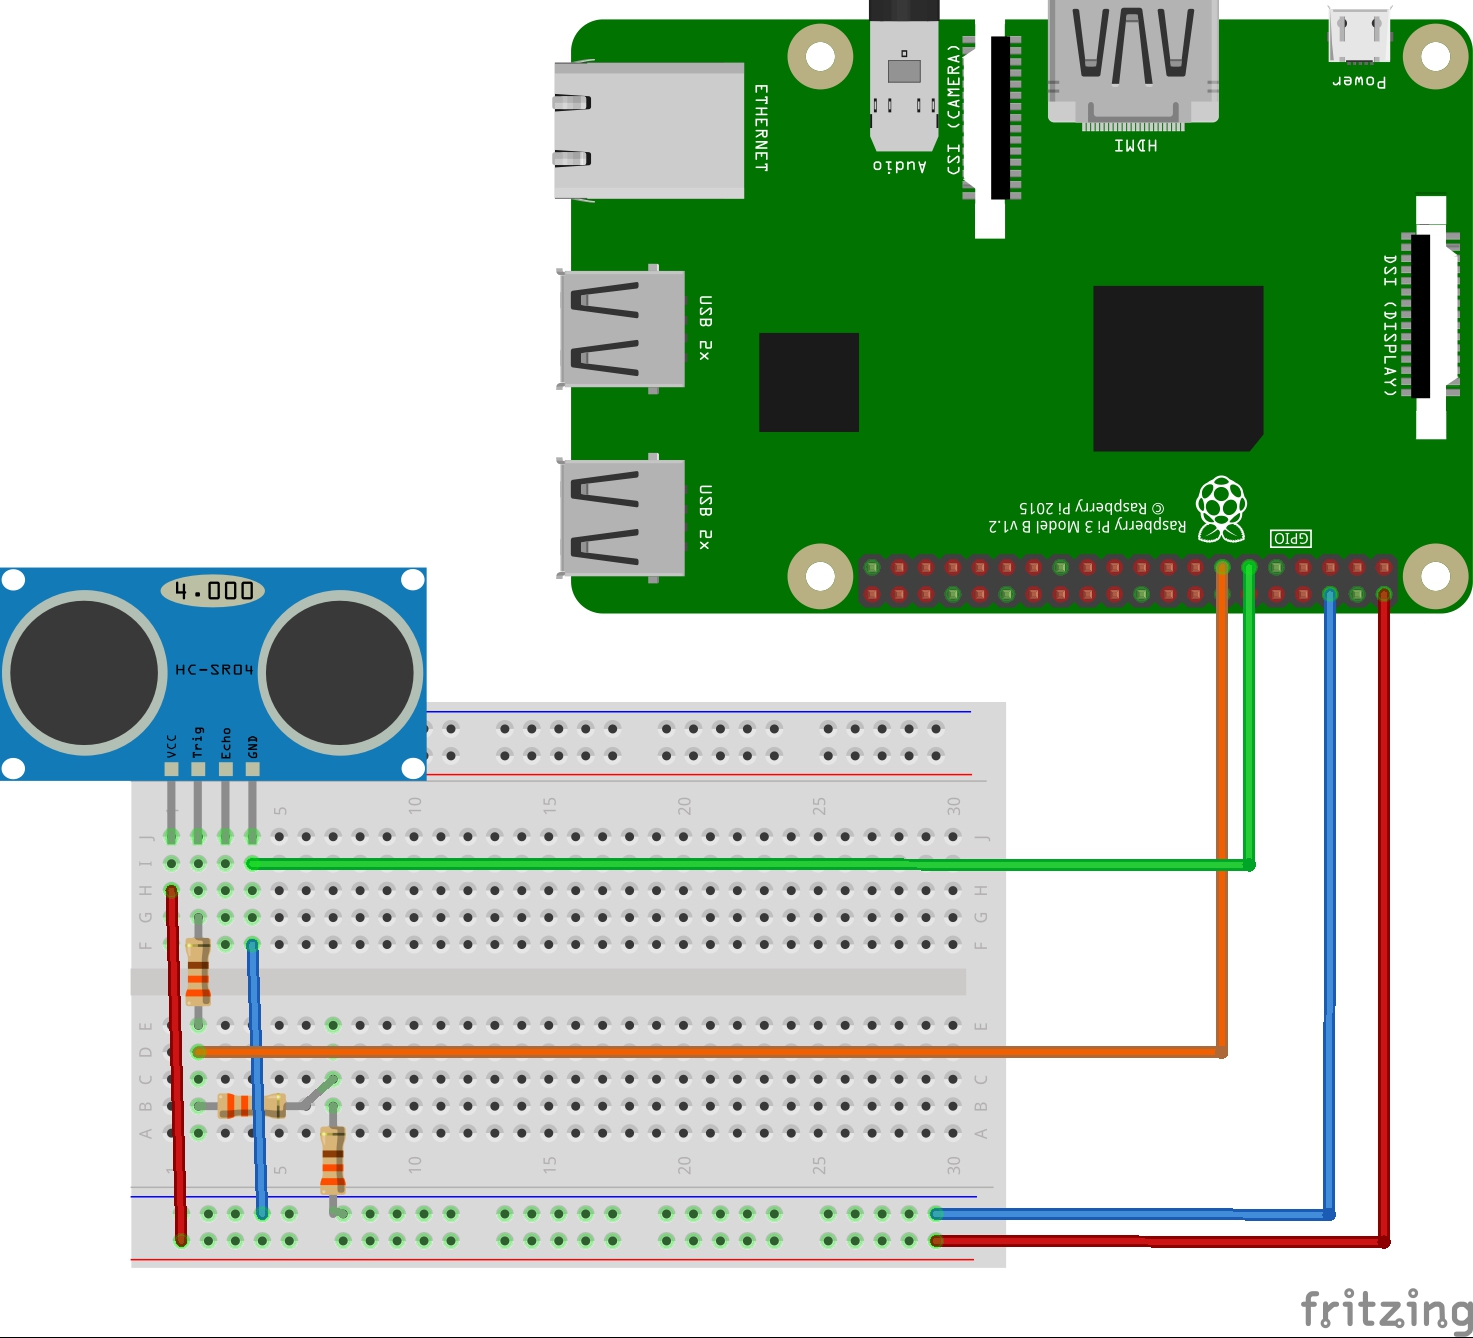 ETHERNET
Audio
CSI (CAMERA)
HDMI
Power
DSI (DISPLAY)
USB 2x
USB 2x
Raspberry Pi 3 Model B v1.2
© Raspberry Pi 2015
GPIO
4.000
HC-SR04
VCC
Trig
Echo
GND
5 10 15 20 25 30
J J
I
H H
G G
F F
E E
D D
C C
B B
A A
1 5 10 15 20 25 30
fritzing